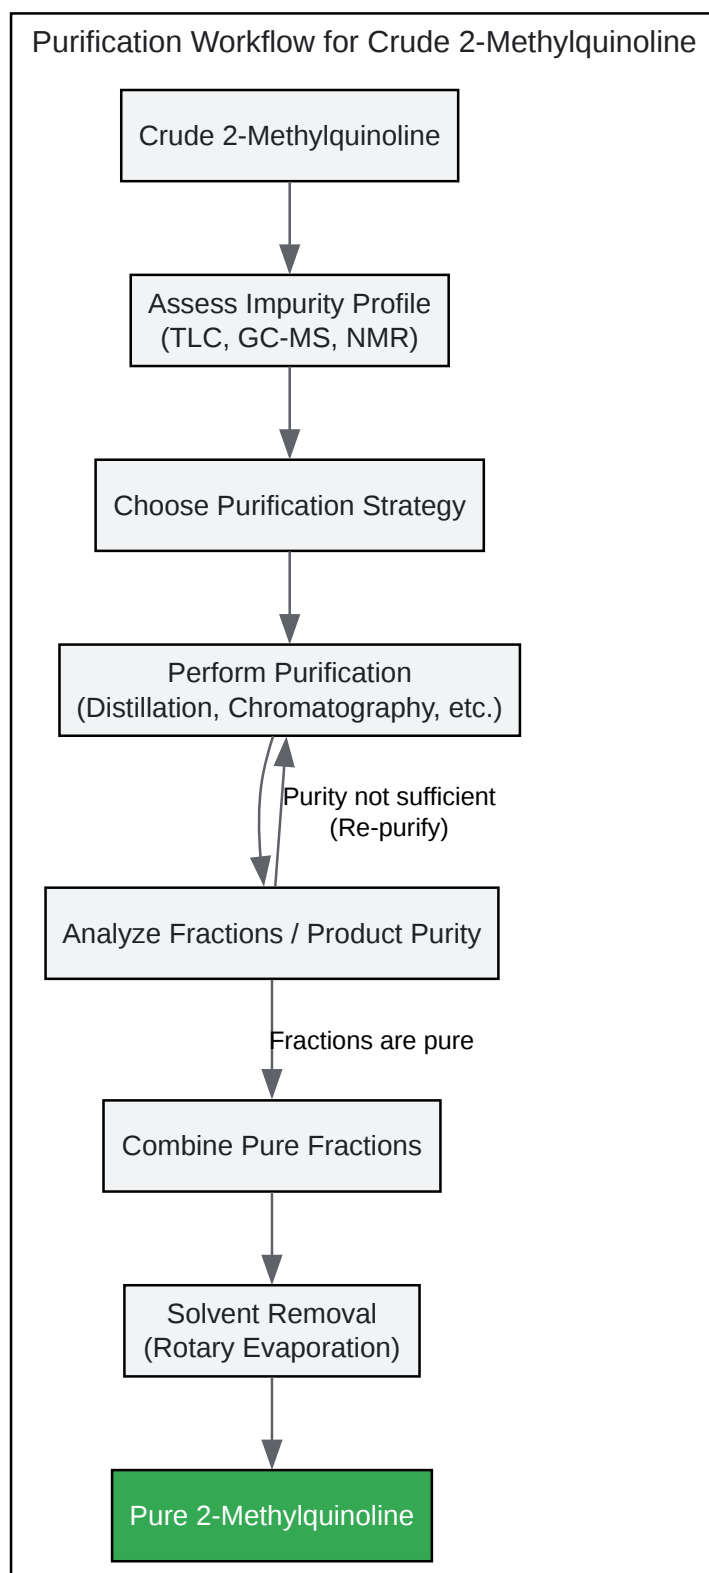 Purification Workflow for Crude 2-Methylquinoline
Crude 2-Methylquinoline
Assess Impurity Profile
(TLC, GC-MS, NMR)
Choose Purification Strategy
Perform Purification
(Distillation, Chromatography, etc.)
Purity not sufficient
(Re-purify)
Analyze Fractions / Product Purity
Fractions are pure
Combine Pure Fractions
Solvent Removal
(Rotary Evaporation)
Pure 2-Methylquinoline